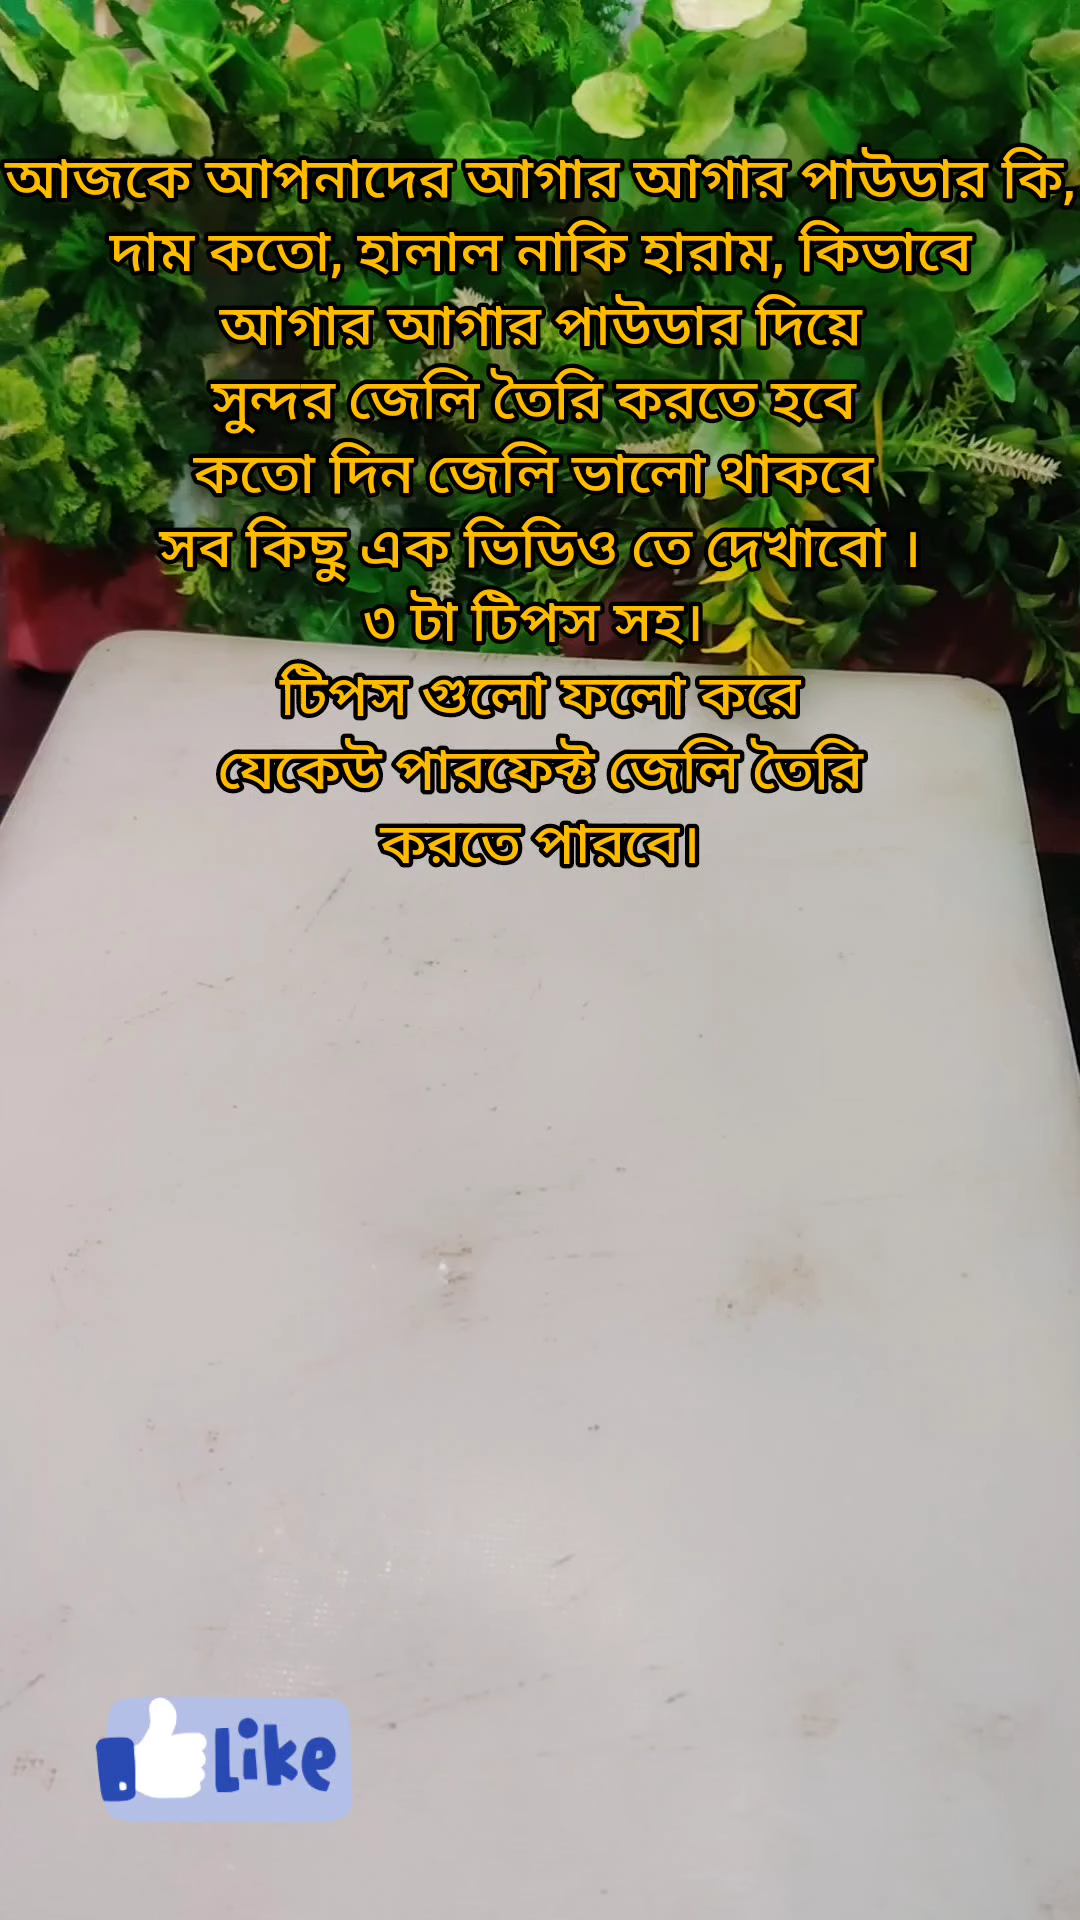 আজকে আপনাদের আগার আগার পাউডার কি,
দাম কতো, হালাল নাকি হারাম, কিভাবে
আগার আগার পাউডার দিয়ে
সুন্দর জেলি তৈরি করতে হবে
কতো দিন জেলি ভালো থাকবে
সব কিছু এক ভিডিও তে দেখাবো ।
৩ টা টিপস সহ।
টিপস গুলো ফলো করে
যেকেউ পারফেক্ট জেলি তৈরি
করতে পারবে।
Like